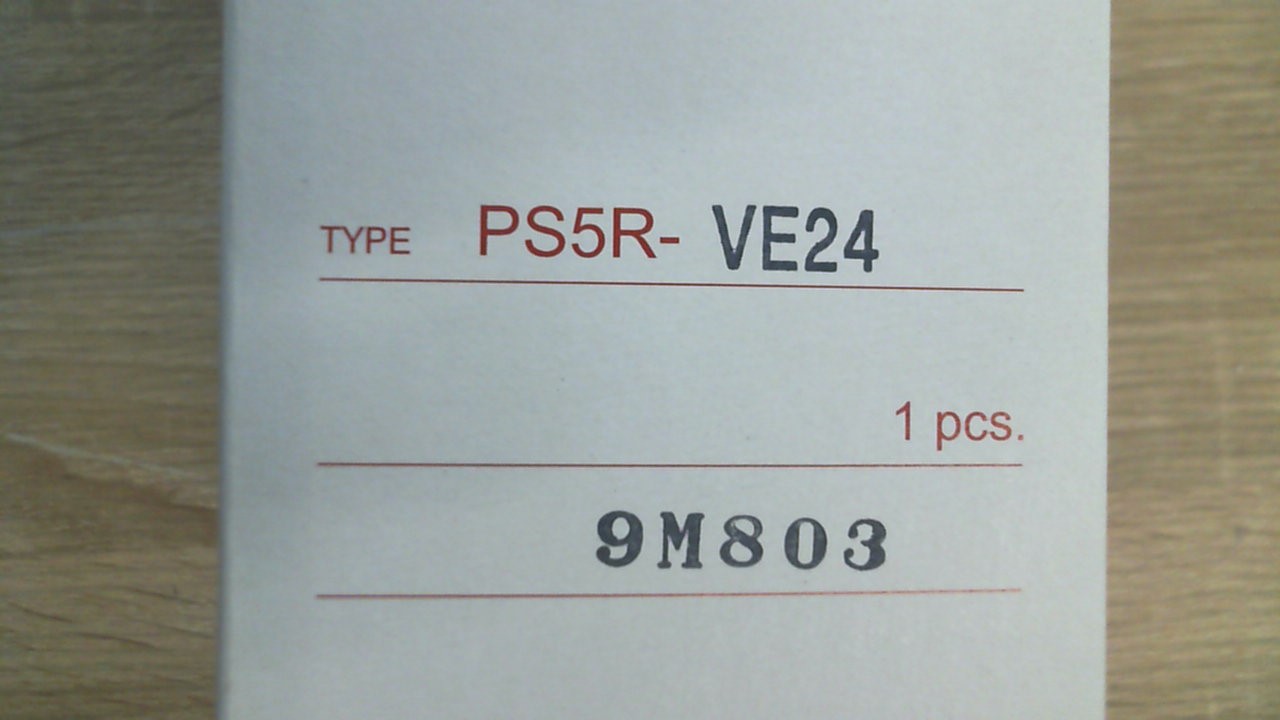 TYPE PS5R- VE24
1 pcs.
9M803